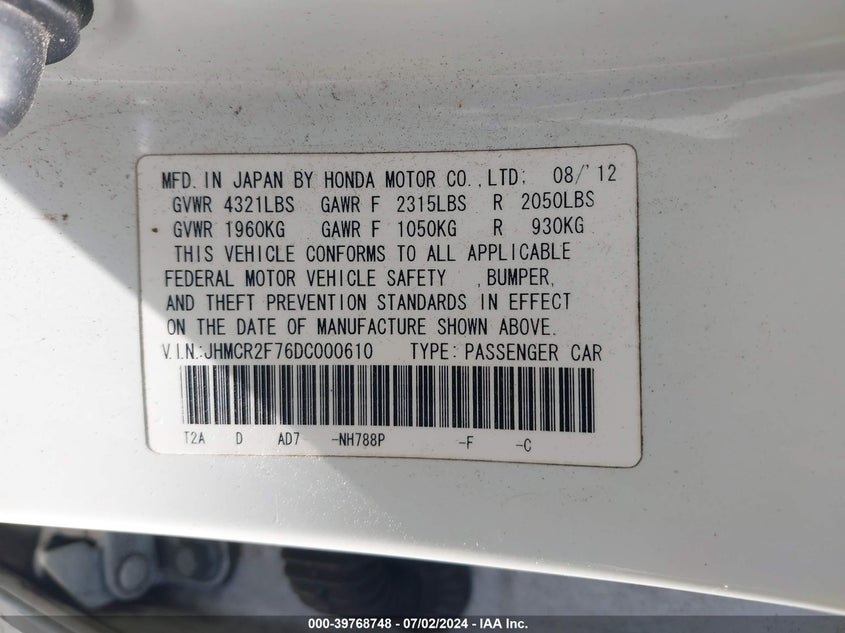 MFD. IN JAPAN BY HONDA MOTOR CO.,LTD; 08/'12
GVWR 4321LBS GAWR F 2315LBS R 2050LBS
GVWR 1960KG GAWR F 1050KG R 930KG
THIS VEHICLE CONFORMS TO ALL APPLICABLE
FEDERAL MOTOR VEHICLE SAFETY ,BUMPER,
AND THEFT PREVENTION STANDARDS IN EFFECT
ON THE DATE OF MANUFACTURE SHOWN ABOVE.
V.I.N.:JHMCR2F76DC000610 TYPE: PASSENGER CAR
T2A D AD7 -NH788P -F -C
000-39768748 - 07/02/2024 - IAA Inc.